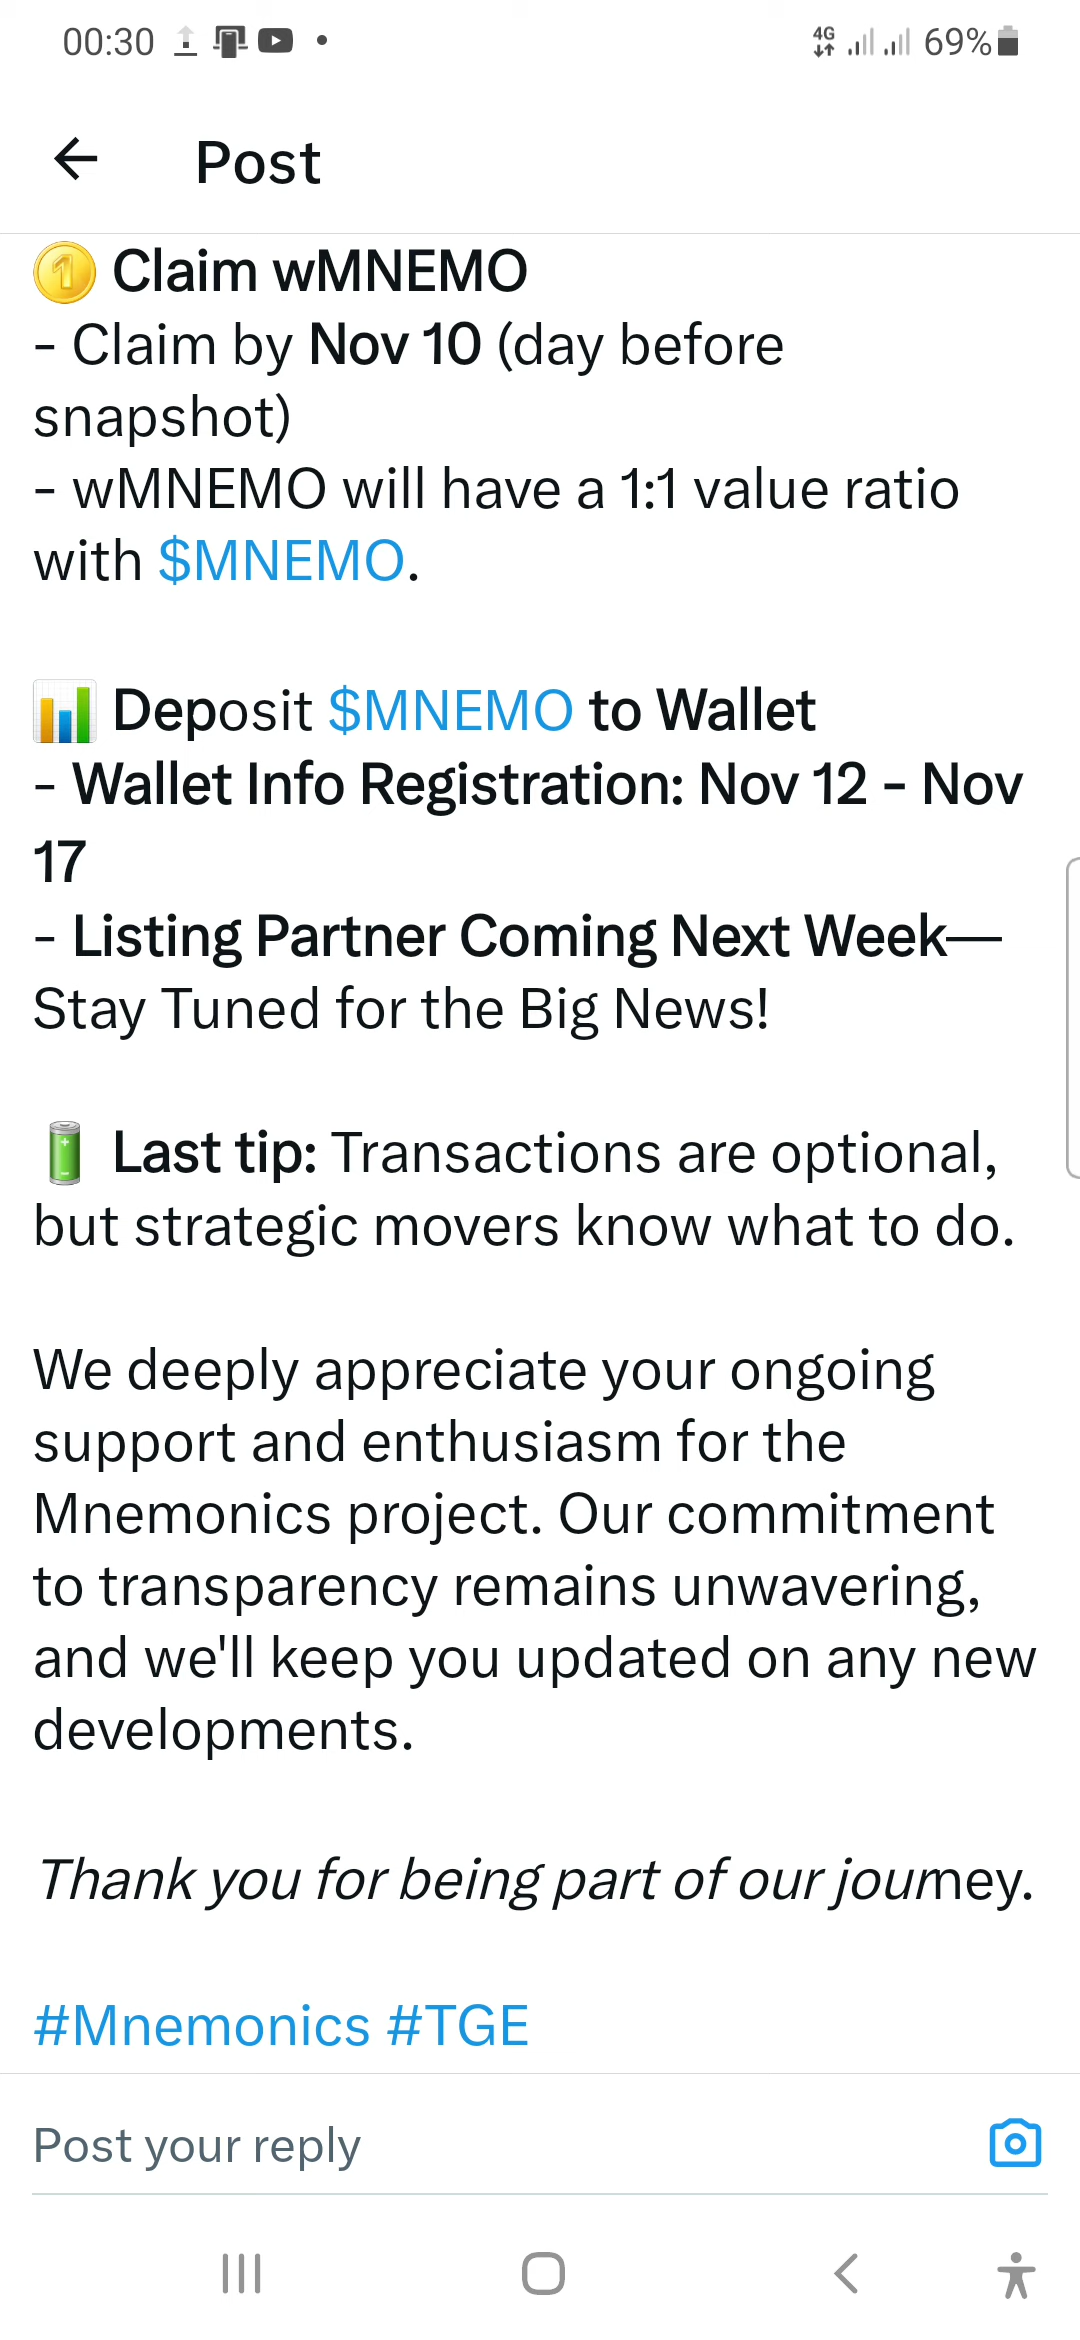 00:30
4G 69%
Post
1 Claim wMNEMO
- Claim by Nov 10 (day before
snapshot)
- wMNEMO will have a 1:1 value ratio
with $MNEMO.
Deposit $MNEMO to Wallet
- Wallet Info Registration: Nov 12 - Nov
17
- Listing Partner Coming Next Week—
Stay Tuned for the Big News!
Last tip: Transactions are optional,
but strategic movers know what to do.
We deeply appreciate your ongoing
support and enthusiasm for the
Mnemonics project. Our commitment
to transparency remains unwavering,
and we'll keep you updated on any new
developments.
Thank you for being part of our journey.
#Mnemonics #TGE
Post your reply